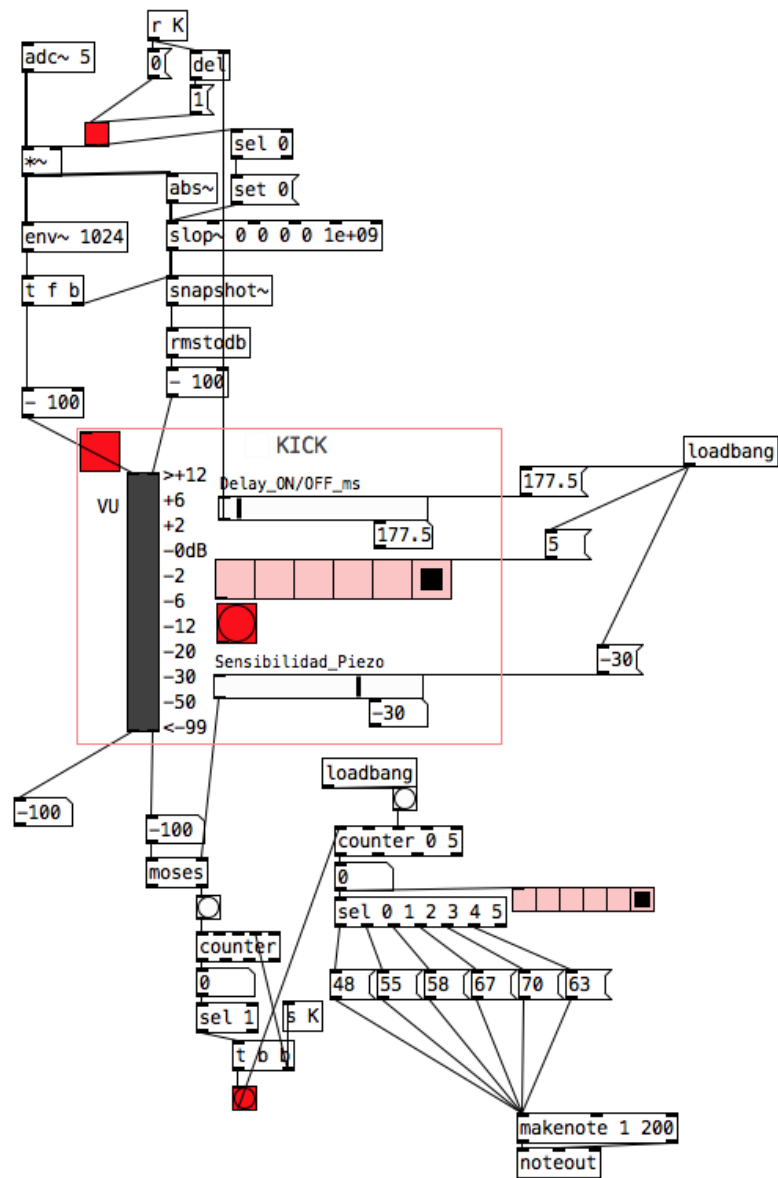 r K
adc~ 5
0
del
1
sel 0
*~
abs~
set 0
env~ 1024
slop~ 0 0 0 0 1e+09
t f b
snapshot~
rmstodb
- 100
- 100
KICK
loadbang
>+12
Delay_ON/OFF_ms
177.5
VU
+6
+2
177.5
5
-0dB
-2
-6
-12
-20
Sensibilidad_Piezo
-30
-30
-50
-30
<-99
loadbang
-100
-100
counter 0 5
moses
0
sel 0 1 2 3 4 5
counter
0
48
55
58
67
70
63
sel 1
s K
t b b
makenote 1 200
noteout